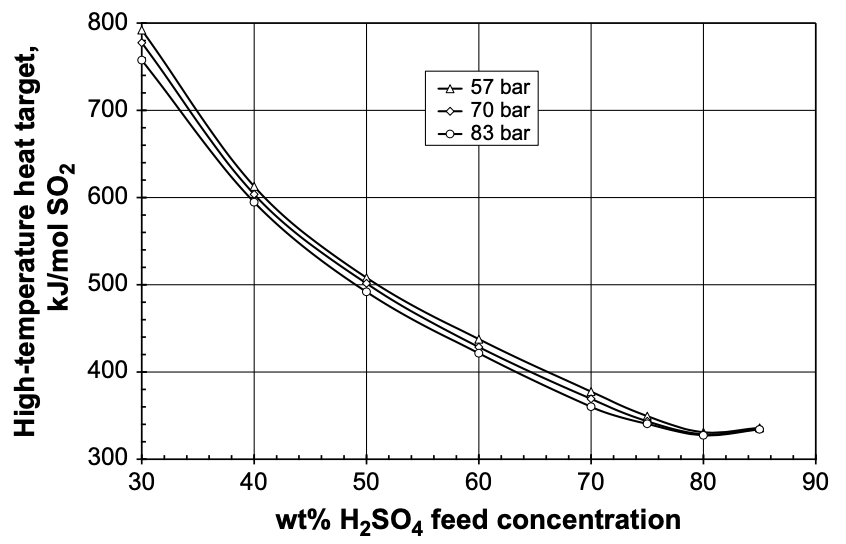 High-temperature heat target,
kJ/mol SO₂
800
700
600
500
400
300
57 bar
70 bar
83 bar
30 40 50 60 70 80 90
wt% H₂SO₄ feed concentration